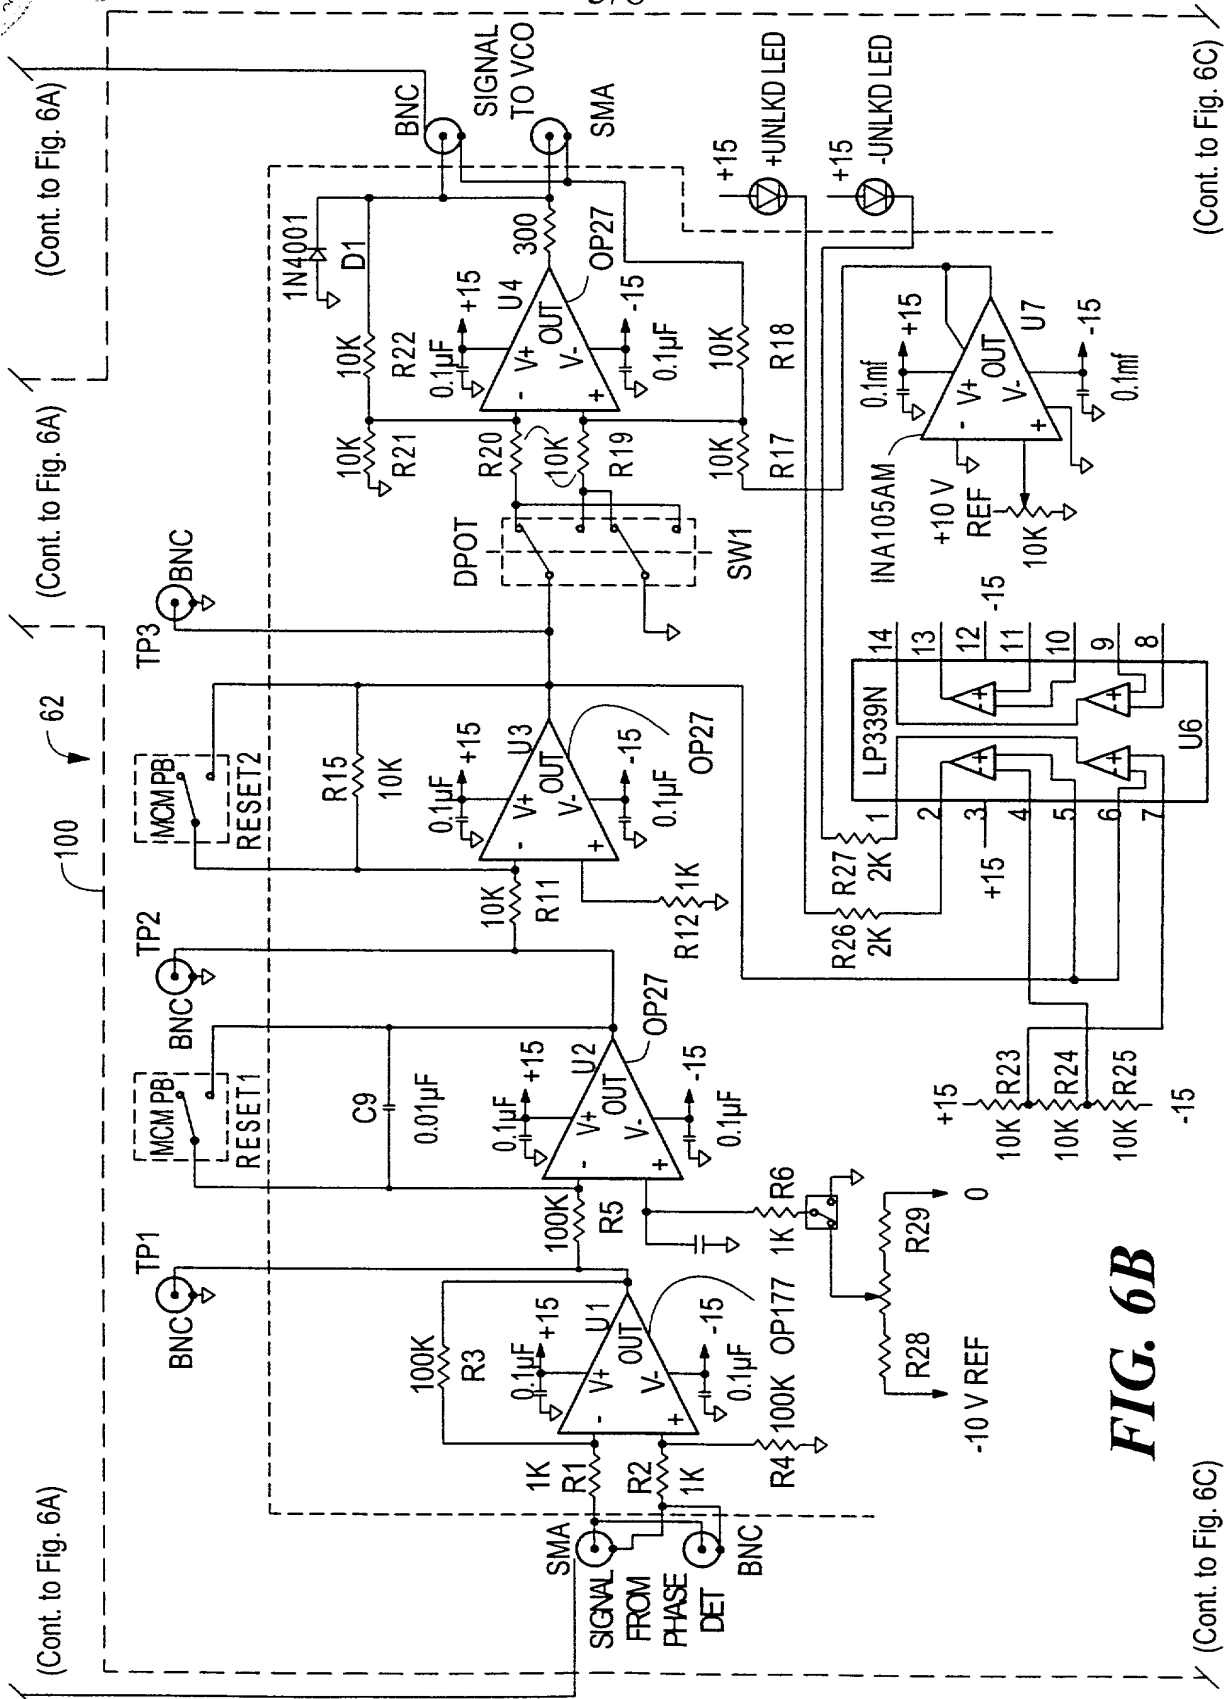 (Cont. to Fig. 6A)
(Cont. to Fig. 6A)
(Cont. to Fig. 6A)
(Cont. to Fig. 6C)
(Cont. to Fig. 6C)
100
62
TP1
BNC
TP2
BNC
TP3
BNC
MCM PB
RESET1
MCM PB
RESET2
SMA
SIGNAL
FROM
PHASE
DET
BNC
1K
R1
R2
1K
100K
R3
R4
100K
0.1µF
+15
U1
V+
OUT
V-
-
+
-15
0.1µF
OP177
100K
R5
C9
0.01µF
0.1µF
+15
U2
V+
OUT
V-
-
+
-15
0.1µF
OP27
1K
R6
R28
R29
-10 V REF
0
10K
R11
R12
1K
R15
10K
0.1µF
+15
U3
V+
OUT
V-
-
+
-15
0.1µF
OP27
DPOT
SW1
10K
R21
10K
R22
R20
10K
R19
10K
R17
10K
R18
0.1µF
+15
U4
V+
OUT
V-
-
+
-15
0.1µF
OP27
300
1N4001
D1
BNC
SIGNAL
TO VCO
SMA
+15
+UNLKD LED
+15
-UNLKD LED
INA105AM
+10 V
REF
10K
0.1mf
+15
U7
V+
OUT
V-
-
+
-15
0.1mf
LP339N
U6
1
2
3
4
5
6
7
14
13
12
11
10
9
8
-
+
-
+
-
+
-
+
+15
-15
R26
2K
R27
2K
+15
10K
R23
10K
R24
10K
R25
-15
FIG. 6B